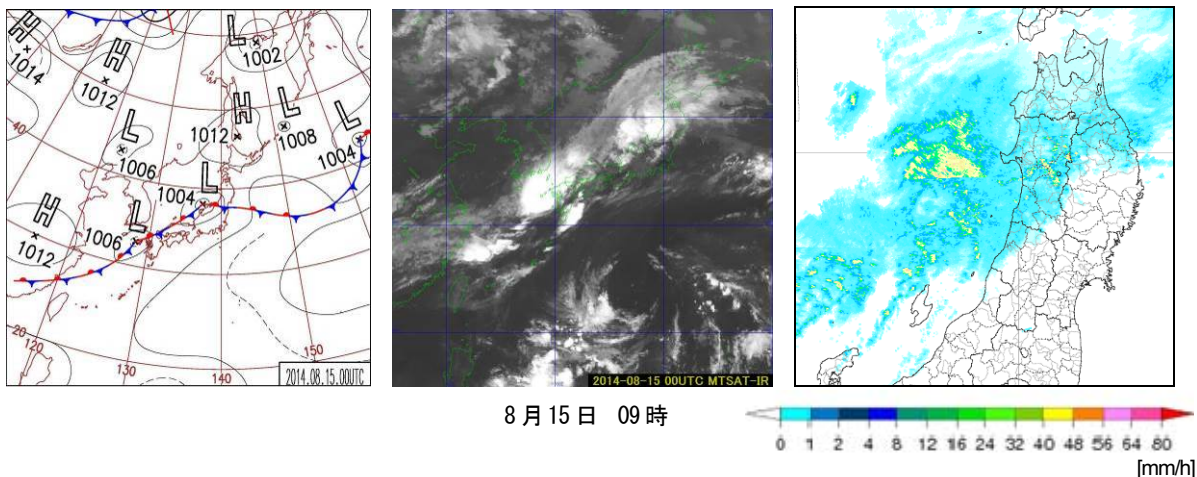 H
1014
H
1012
L
1002
L
1006
H
1012
L
1008
L
1004
L
1004
H
1012
L
1006
40
20
120
130
140
150
2014.08.15.00UTC
2014-08-15 00UTC MTSAT-IR
8月15日 09時
0 1 2 4 8 12 16 24 32 40 48 56 64 80
[mm/h]